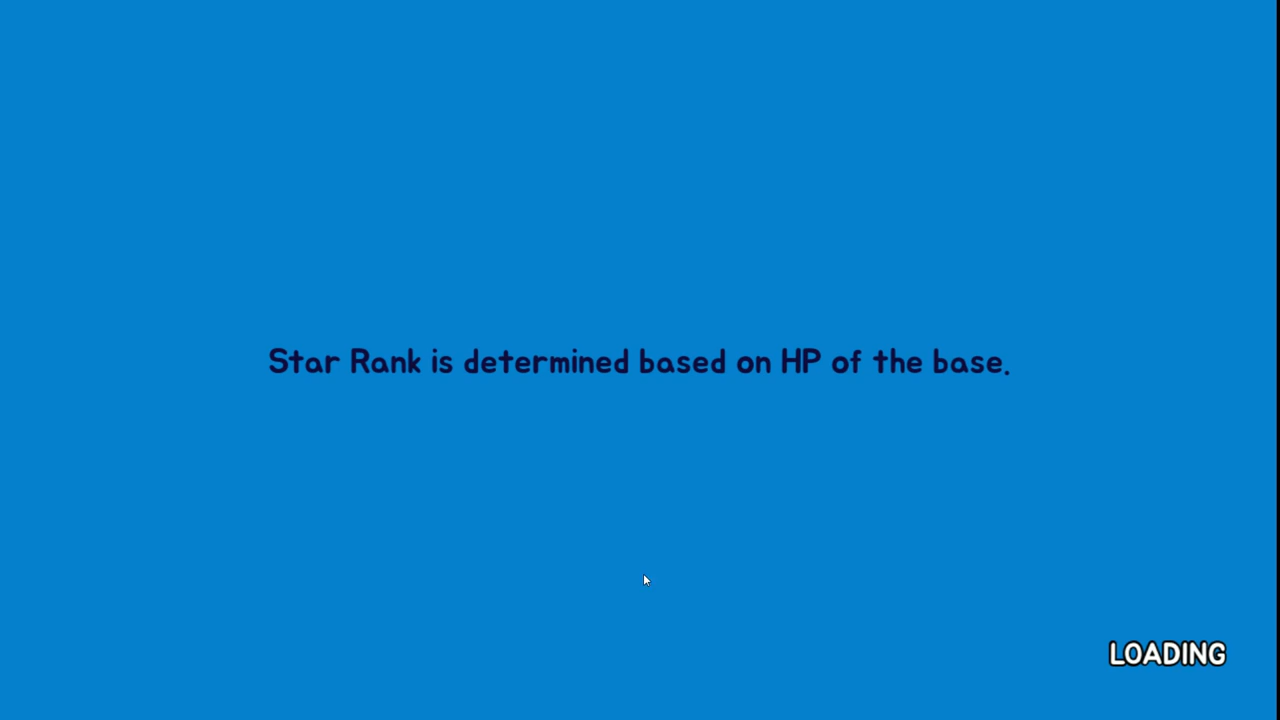 Star Rank is determined based on HP of the base.
LOADING